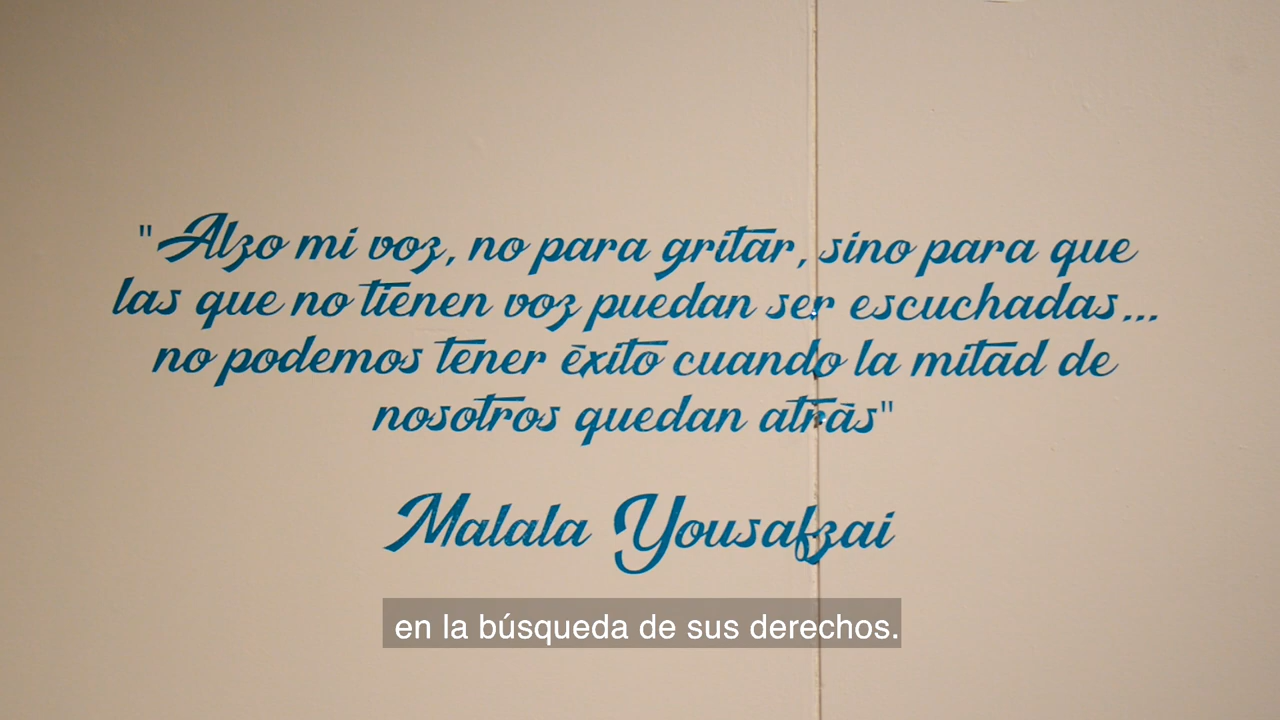 "Alzo mi voz, no para gritar, sino para que
las que no tienen voz puedan ser escuchadas...
no podemos tener éxito cuando la mitad de
nosotros quedan atrás"
Malala Yousafzai
en la búsqueda de sus derechos.